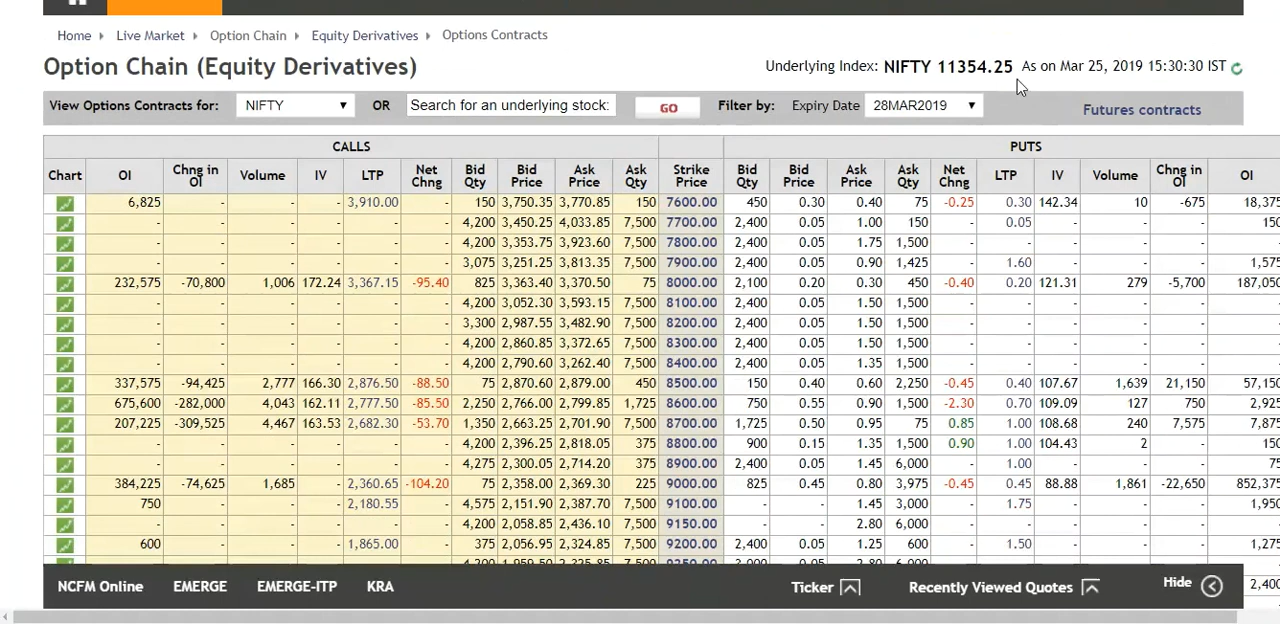 Home Live Market Option Chain Equity Derivatives Options Contracts
Option Chain (Equity Derivatives)
Underlying Index: NIFTY 11354.25 As on Mar 25, 2019 15:30:30 IST
View Options Contracts for: NIFTY OR Search for an underlying stock: GO Filter by: Expiry Date 28MAR2019 Futures contracts
CALLS PUTS
Chart OI Chng in OI Volume IV LTP Net Chng Bid Qty Bid Price Ask Price Ask Qty Strike Price Bid Qty Bid Price Ask Price Ask Qty Net Chng LTP IV Volume Chng in OI OI
6,825 - - - 3,910.00 - 150 3,750.35 3,770.85 150 7600.00 450 0.30 0.40 75 -0.25 0.30 142.34 10 -675 18,375
- - - - - - 4,200 3,450.25 4,033.85 7,500 7700.00 2,400 0.05 1.00 150 - 0.05 - - - 150
- - - - - - 4,200 3,353.75 3,923.60 7,500 7800.00 2,400 0.05 1.75 1,500 - - - - - -
- - - - - - 3,075 3,251.25 3,813.35 7,500 7900.00 2,400 0.05 0.90 1,425 - 1.60 - - - 1,575
232,575 -70,800 1,006 172.24 3,367.15 -95.40 825 3,363.40 3,370.50 75 8000.00 2,100 0.20 0.30 450 -0.40 0.20 121.31 279 -5,700 187,050
- - - - - - 4,200 3,052.30 3,593.15 7,500 8100.00 2,400 0.05 1.50 1,500 - - - - - -
- - - - - - 3,300 2,987.55 3,482.90 7,500 8200.00 2,400 0.05 1.50 1,500 - - - - - -
- - - - - - 4,200 2,860.85 3,372.65 7,500 8300.00 2,400 0.05 1.50 1,500 - - - - - -
- - - - - - 4,200 2,790.60 3,262.40 7,500 8400.00 2,400 0.05 1.35 1,500 - - - - - -
337,575 -94,425 2,777 166.30 2,876.50 -88.50 75 2,870.60 2,879.00 450 8500.00 150 0.40 0.60 2,250 -0.45 0.40 107.67 1,639 21,150 57,150
675,600 -282,000 4,043 162.11 2,777.50 -85.50 2,250 2,766.00 2,799.85 1,725 8600.00 750 0.55 0.90 1,500 -2.30 0.70 109.09 127 750 2,925
207,225 -309,525 4,467 163.53 2,682.30 -53.70 1,350 2,663.25 2,701.90 75 8700.00 1,725 0.50 0.95 75 0.85 1.00 108.68 240 7,575 7,875
- - - - - - 4,200 2,396.25 2,818.05 375 8800.00 900 0.15 1.35 1,500 0.90 1.00 104.43 2 - 150
- - - - - - 4,275 2,300.05 2,714.20 375 8900.00 2,400 0.05 1.45 6,000 - 1.00 - - - 75
384,225 -74,625 1,685 - 2,360.65 -104.20 75 2,358.00 2,369.30 225 9000.00 825 0.45 0.80 3,975 -0.45 0.45 88.88 1,861 -22,650 852,375
750 - - - 2,180.55 - 4,575 2,151.90 2,387.70 7,500 9100.00 - - 1.45 3,000 - 1.75 - - - 1,950
- - - - - - 4,200 2,058.85 2,436.10 7,500 9150.00 - - 2.80 6,000 - - - - - -
600 - - - 1,865.00 - 375 2,056.95 2,324.85 7,500 9200.00 2,400 0.05 1.25 600 - 1.50 - - - 1,275
NCFM Online EMERGE EMERGE-ITP KRA Ticker Recently Viewed Quotes Hide 2,400